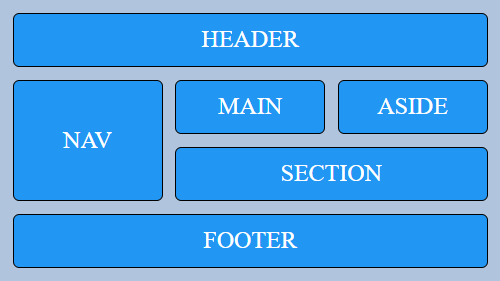 HEADER
NAV
MAIN
ASIDE
SECTION
FOOTER